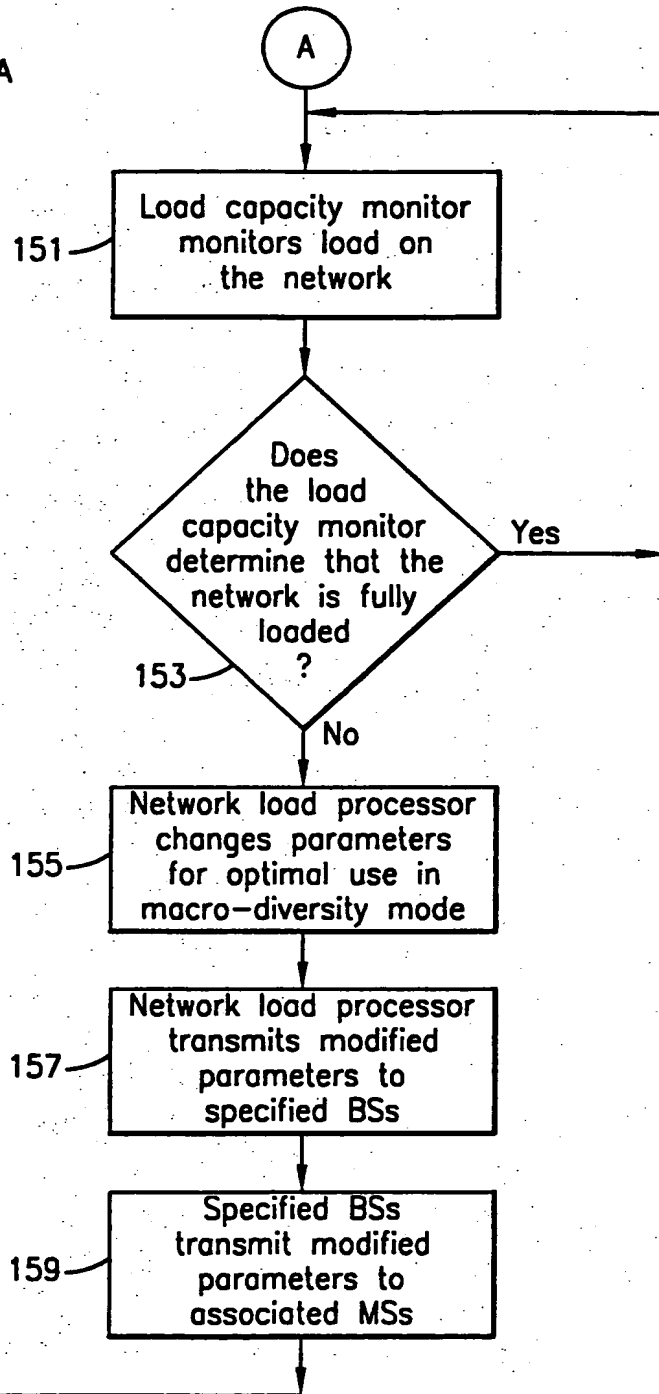 A
A
Load capacity monitor
monitors load on
the network
151
Does
the load
capacity monitor
determine that the
network is fully
loaded
?
Yes
153
No
Network load processor
changes parameters
for optimal use in
macro-diversity mode
155
Network load processor
transmits modified
parameters to
specified BSs
157
Specified BSs
transmit modified
parameters to
associated MSs
159